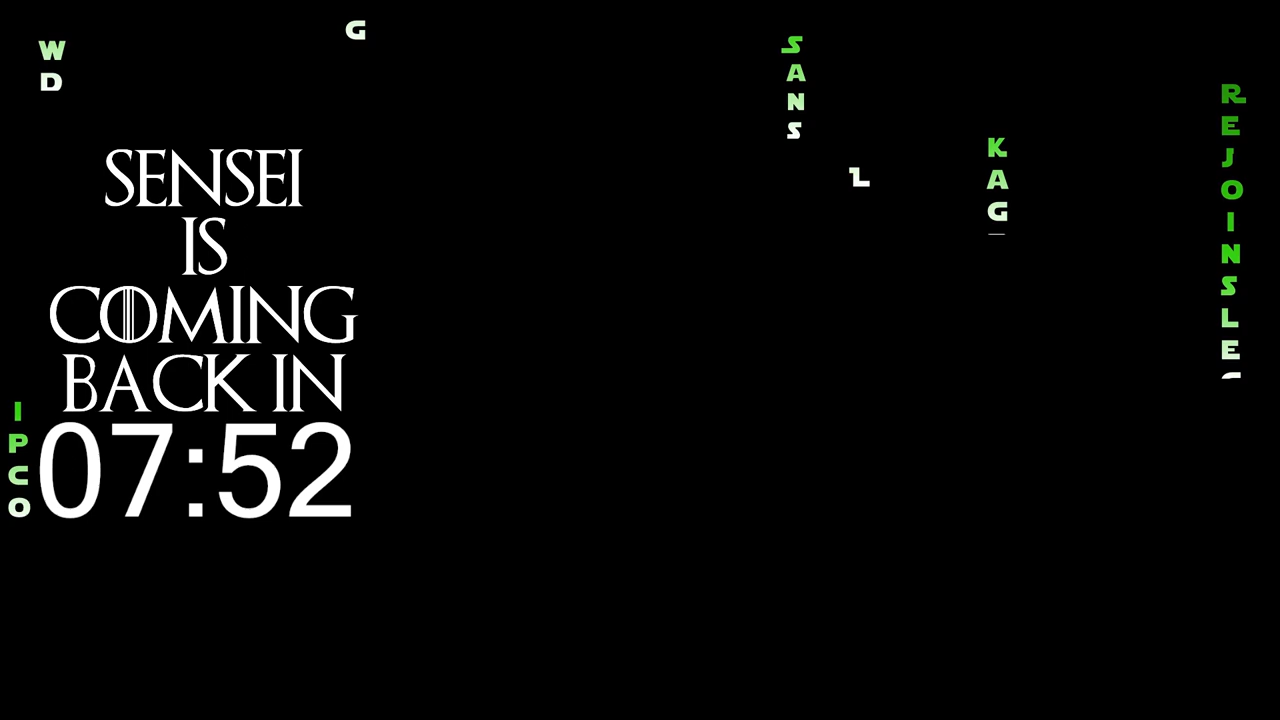 WD
G
SANS
L
KAG
REJOINSLE
SENSEI
IS
COMING
BACK IN
07:52
IPCO